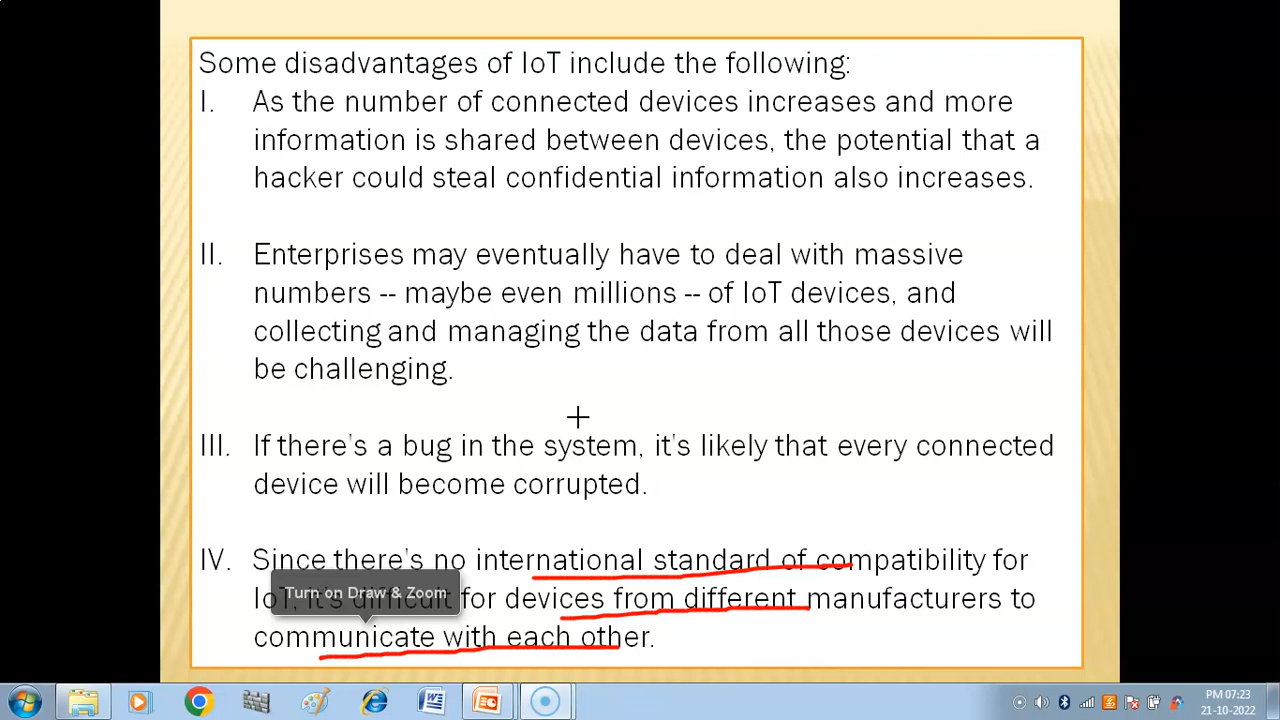 Some disadvantages of IoT include the following:
I. As the number of connected devices increases and more
information is shared between devices, the potential that a
hacker could steal confidential information also increases.
II. Enterprises may eventually have to deal with massive
numbers -- maybe even millions -- of IoT devices, and
collecting and managing the data from all those devices will
be challenging.
III. If there's a bug in the system, it's likely that every connected
device will become corrupted.
IV. Since there's no international standard of compatibility for
IoT, it's difficult for devices from different manufacturers to
Turn on Draw & Zoom
communicate with each other.
PM 07:23
21-10-2022